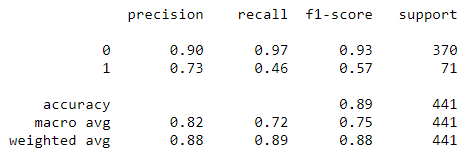 precision recall f1-score support
0 0.90 0.97 0.93 370
1 0.73 0.46 0.57 71
accuracy 0.89 441
macro avg 0.82 0.72 0.75 441
weighted avg 0.88 0.89 0.88 441